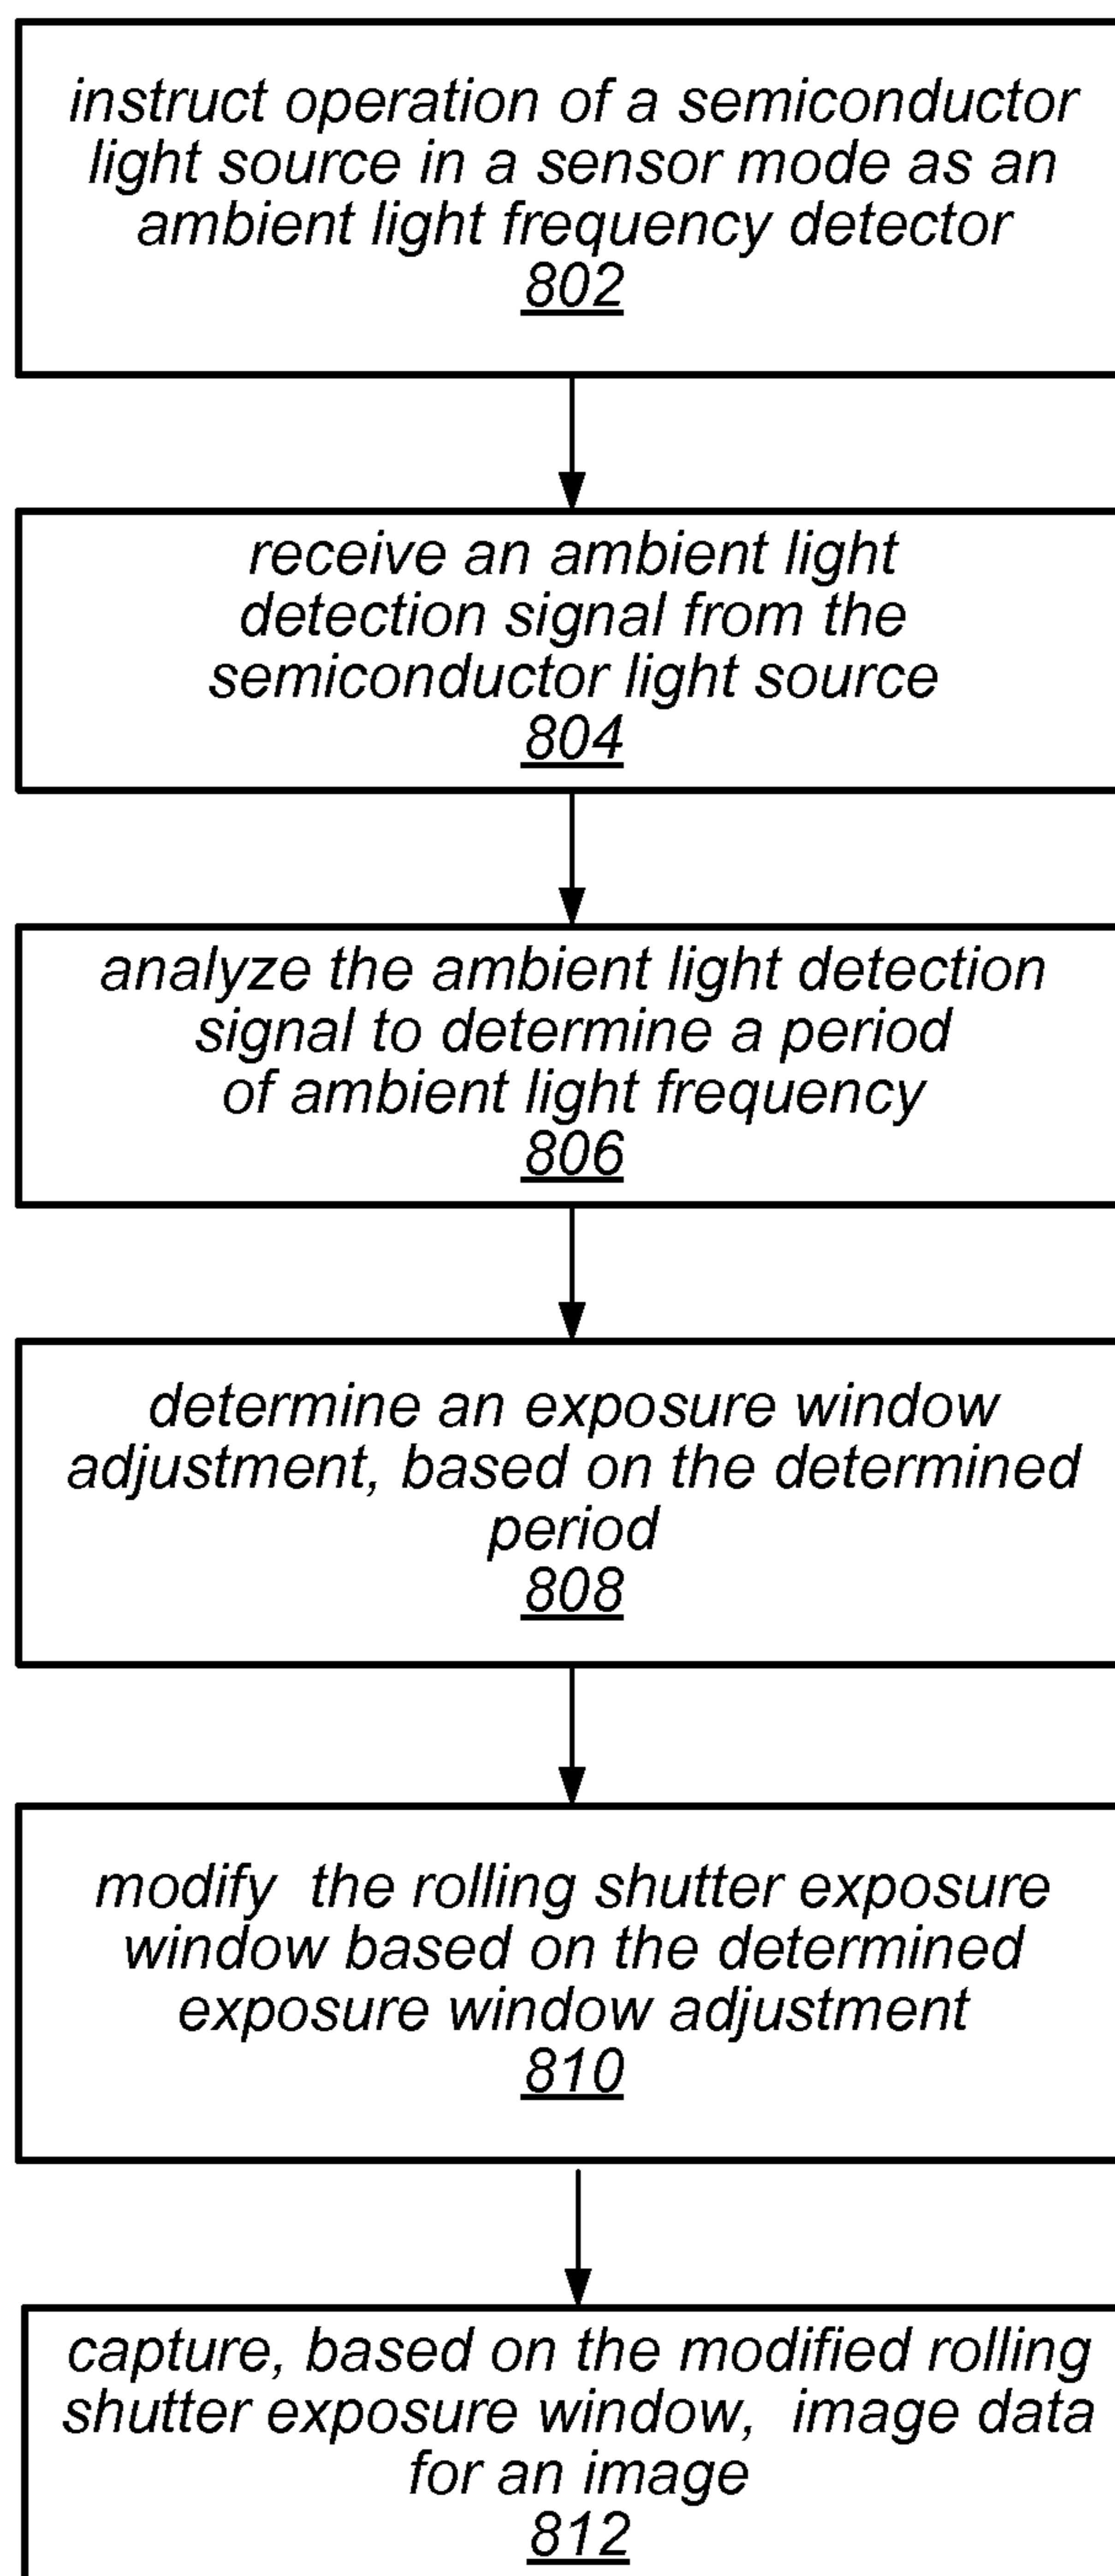 instruct operation of a semiconductor
light source in a sensor mode as an
ambient light frequency detector
802
receive an ambient light
detection signal from the
semiconductor light source
804
analyze the ambient light detection
signal to determine a period
of ambient light frequency
806
determine an exposure window
adjustment, based on the determined
period
808
modify  the rolling shutter exposure
window based on the determined
exposure window adjustment
810
capture, based on the modified rolling
shutter exposure window,  image data
for an image
812